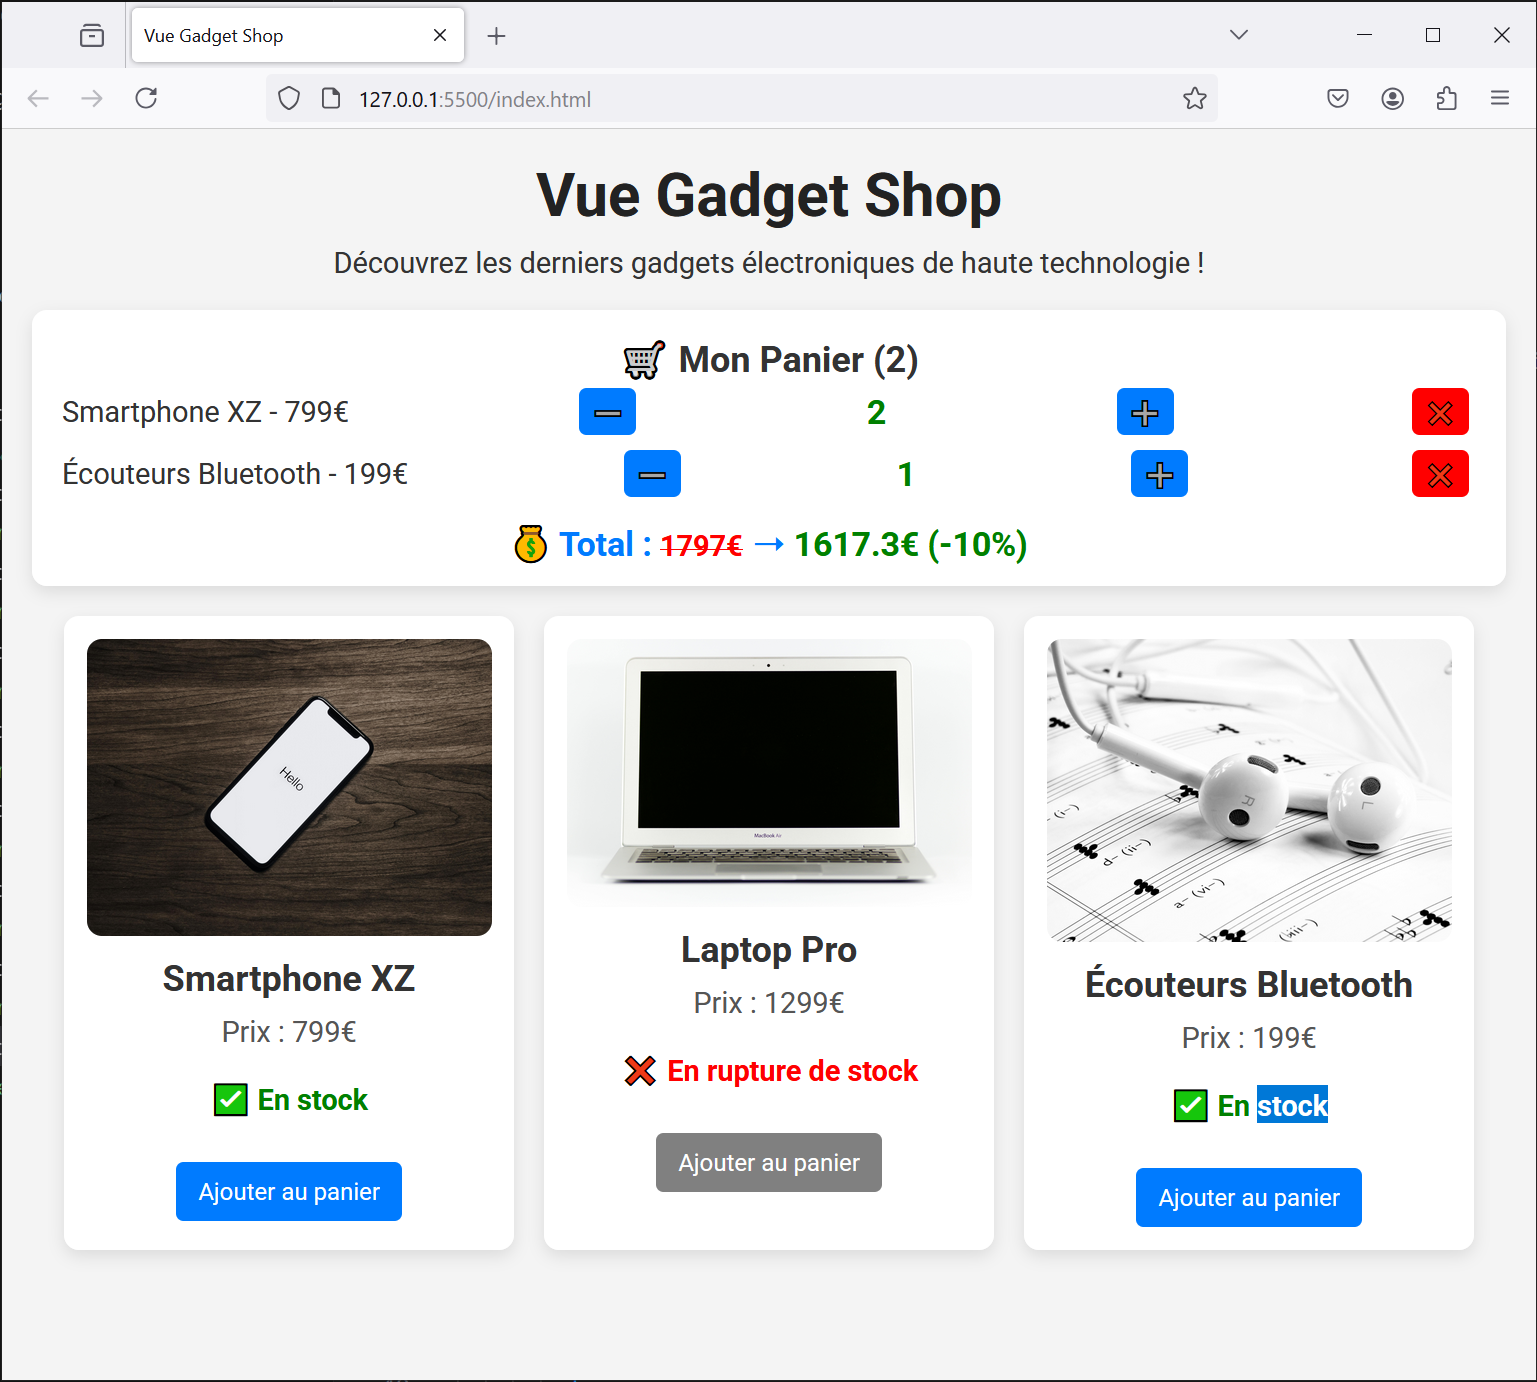 Vue Gadget Shop
127.0.0.1:5500/index.html
Vue Gadget Shop
Découvrez les derniers gadgets électroniques de haute technologie !
🛒 Mon Panier (2)
Smartphone XZ - 799€ ➖ 2 ➕ ❌
Écouteurs Bluetooth - 199€ ➖ 1 ➕ ❌
💰 Total : 1797€ → 1617.3€ (-10%)
Hello
MacBook Air
R
L
d- (ii-)
a- (vi-)
Smartphone XZ
Prix : 799€
✅ En stock
Ajouter au panier
Laptop Pro
Prix : 1299€
❌ En rupture de stock
Ajouter au panier
Écouteurs Bluetooth
Prix : 199€
✅ En stock
Ajouter au panier